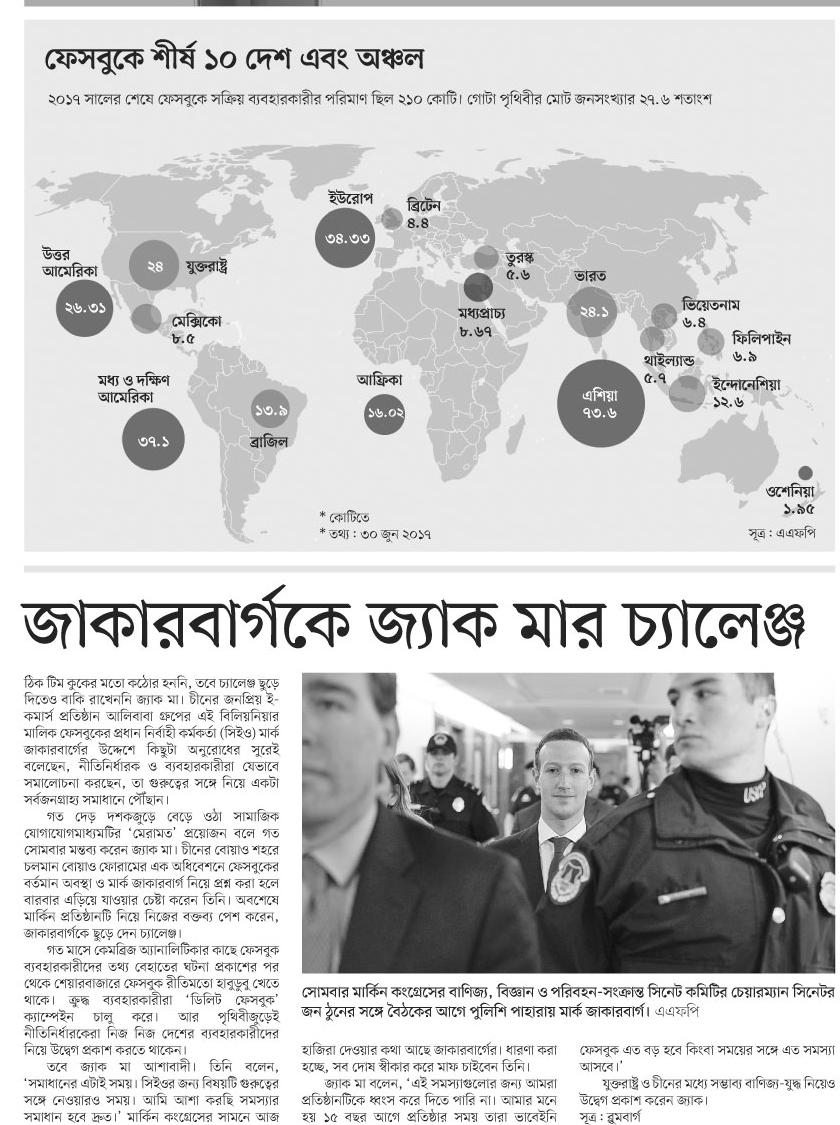 ফেসবুকে শীর্ষ ১০ দেশ এবং অঞ্চল
২০১৭ সালের শেষে ফেসবুকে সক্রিয় ব্যবহারকারীর পরিমাণ ছিল ২১০ কোটি। গোটা পৃথিবীর মোট জনসংখ্যার ২৭.৬ শতাংশ
ইউরোপ
৩৪.৩৩
ব্রিটেন
৪.৪
উত্তর
আমেরিকা
২৬.৩১
২৪
যুক্তরাষ্ট্র
তুরস্ক
৫.৬
ভারত
২৪.১
মেক্সিকো
৮.৫
মধ্যপ্রাচ্য
৮.৬৭
ভিয়েতনাম
৬.৪
ফিলিপাইন
৬.৯
থাইল্যান্ড
৫.৭
মধ্য ও দক্ষিণ
আমেরিকা
৩৭.১
১৩.৯
ব্রাজিল
আফ্রিকা
১৬.০২
এশিয়া
৭৩.৬
ইন্দোনেশিয়া
১২.৬
ওশেনিয়া
১.৯৫
* কোটিতে
* তথ্য : ৩০ জুন ২০১৭
সূত্র : এএফপি
জাকারবার্গকে জ্যাক মার চ্যালেঞ্জ
ঠিক টিম কুকের মতো কঠোর হননি, তবে চ্যালেঞ্জ ছুড়ে
দিতেও বাকি রাখেননি জ্যাক মা। চীনের জনপ্রিয় ই-
কমার্স প্রতিষ্ঠান আলিবাবা গ্রুপের এই বিলিয়নিয়ার
মালিক ফেসবুকের প্রধান নির্বাহী কর্মকর্তা (সিইও) মার্ক
জাকারবার্গের উদ্দেশে কিছুটা অনুরোধের সুরেই
বলেছেন, নীতিনির্ধারক ও ব্যবহারকারীরা যেভাবে
সমালোচনা করছেন, তা গুরুত্বের সঙ্গে নিয়ে একটা
সর্বজনগ্রাহ্য সমাধানে পৌঁছান।
গত দেড় দশকজুড়ে বেড়ে ওঠা সামাজিক
যোগাযোগমাধ্যমটির ‘মেরামত’ প্রয়োজন বলে গত
সোমবার মন্তব্য করেন জ্যাক মা। চীনের বোয়াও শহরে
চলমান বোয়াও ফোরামের এক অধিবেশনে ফেসবুকের
বর্তমান অবস্থা ও মার্ক জাকারবার্গ নিয়ে প্রশ্ন করা হলে
বারবার এড়িয়ে যাওয়ার চেষ্টা করেন তিনি। অবশেষে
মার্কিন প্রতিষ্ঠানটি নিয়ে নিজের বক্তব্য পেশ করেন,
জাকারবার্গকে ছুড়ে দেন চ্যালেঞ্জ।
গত মাসে কেমব্রিজ অ্যানালিটিকার কাছে ফেসবুক
ব্যবহারকারীদের তথ্য বেহাতের ঘটনা প্রকাশের পর
থেকে শেয়ারবাজারে ফেসবুক রীতিমতো হাবুডুবু খেতে
থাকে। ক্রুদ্ধ ব্যবহারকারীরা ‘ডিলিট ফেসবুক’
ক্যাম্পেইন চালু করে। আর পৃথিবীজুড়েই
নীতিনির্ধারকেরা নিজ নিজ দেশের ব্যবহারকারীদের
নিয়ে উদ্বেগ প্রকাশ করতে থাকেন।
তবে জ্যাক মা আশাবাদী। তিনি বলেন,
‘সমাধানের এটাই সময়। সিইওর জন্য বিষয়টি গুরুত্বের
সঙ্গে নেওয়ারও সময়। আমি আশা করছি সমস্যার
সমাধান হবে দ্রুত।’ মার্কিন কংগ্রেসের সামনে আজ
সোমবার মার্কিন কংগ্রেসের বাণিজ্য, বিজ্ঞান ও পরিবহন-সংক্রান্ত সিনেট কমিটির চেয়ারম্যান সিনেটর
জন ঠুনের সঙ্গে বৈঠকের আগে পুলিশি পাহারায় মার্ক জাকারবার্গ। এএফপি
হাজিরা দেওয়ার কথা আছে জাকারবার্গের। ধারণা করা
হচ্ছে, সব দোষ স্বীকার করে মাফ চাইবেন তিনি।
জ্যাক মা বলেন, ‘এই সমস্যাগুলোর জন্য আমরা
প্রতিষ্ঠানটিকে ধ্বংস করে দিতে পারি না। আমার মনে
হয় ১৫ বছর আগে প্রতিষ্ঠার সময় তারা ভাবেইনি
ফেসবুক এত বড় হবে কিংবা সময়ের সঙ্গে এত সমস্যা
আসবে।’
যুক্তরাষ্ট্র ও চীনের মধ্যে সম্ভাব্য বাণিজ্য-যুদ্ধ নিয়েও
উদ্বেগ প্রকাশ করেন জ্যাক।
সূত্র : ব্লুমবার্গ